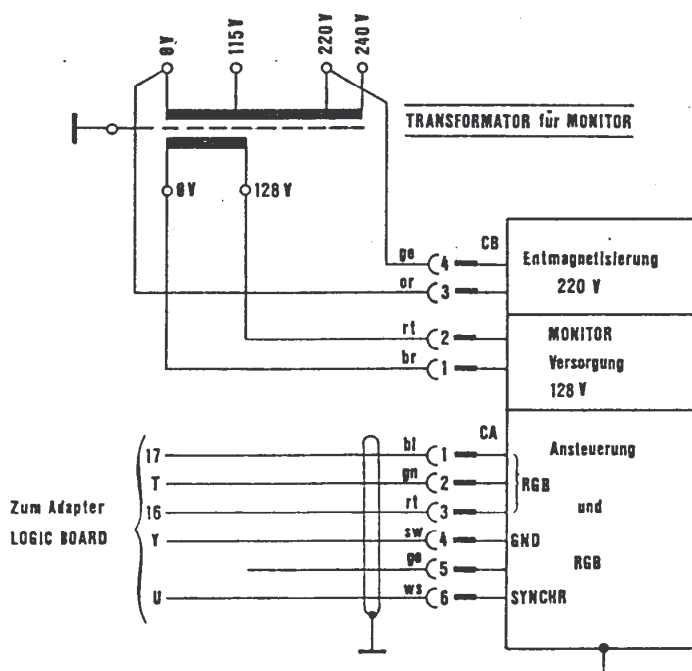 0V 115V 220V 240V
TRANSFORMATOR für MONITOR
0V 128V
CB
ge 4 Entmagnetisierung
or 3 220 V
rt 2 MONITOR
br 1 Versorgung
128 V
CA
17 bl 1 Ansteuerung
T gn 2 RGB
Zum Adapter 16 rt 3 und
LOGIC BOARD Y sw 4 GND
ge 5 RGB
U ws 6 SYNCHR